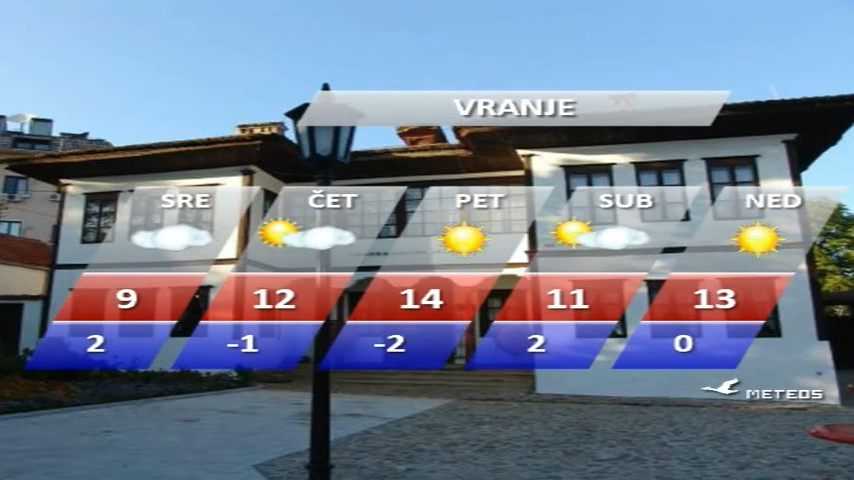 VRANJE
SRE ČET PET SUB NED
9 12 14 11 13
2 -1 -2 2 0
METEOS